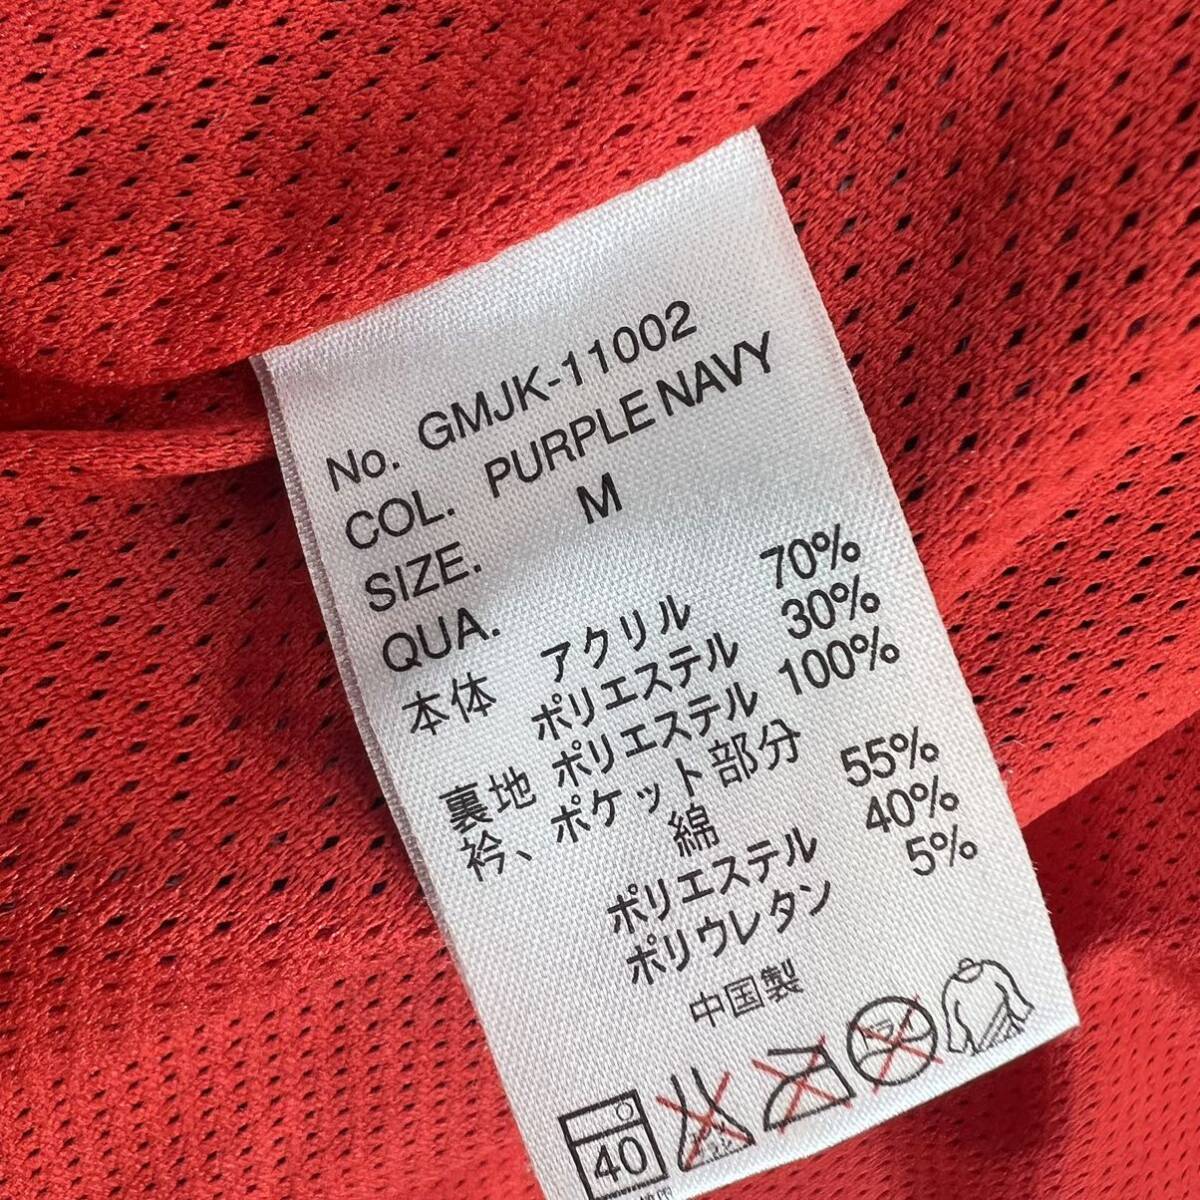 No. GMJK-11002
COL. PURPLE NAVY
SIZE. M
QUA.
本体 アクリル 70%
ポリエステル 30%
裏地 ポリエステル 100%
衿、ポケット部分
綿 55%
ポリエステル 40%
ポリウレタン 5%
中国製
40